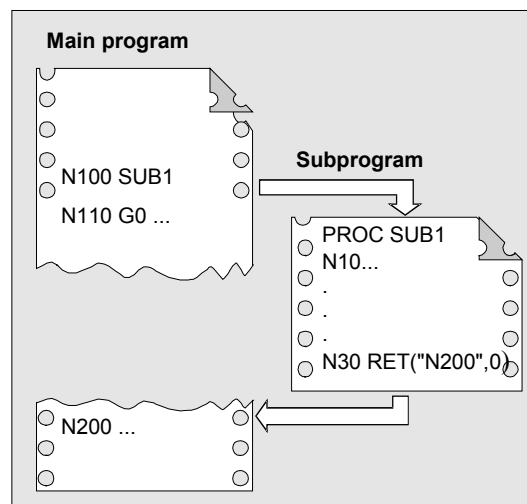 Main program
N100 SUB1
N110 G0 ...
Subprogram
PROC SUB1
N10...
.
.
.
N30 RET("N200",0)
N200 ...